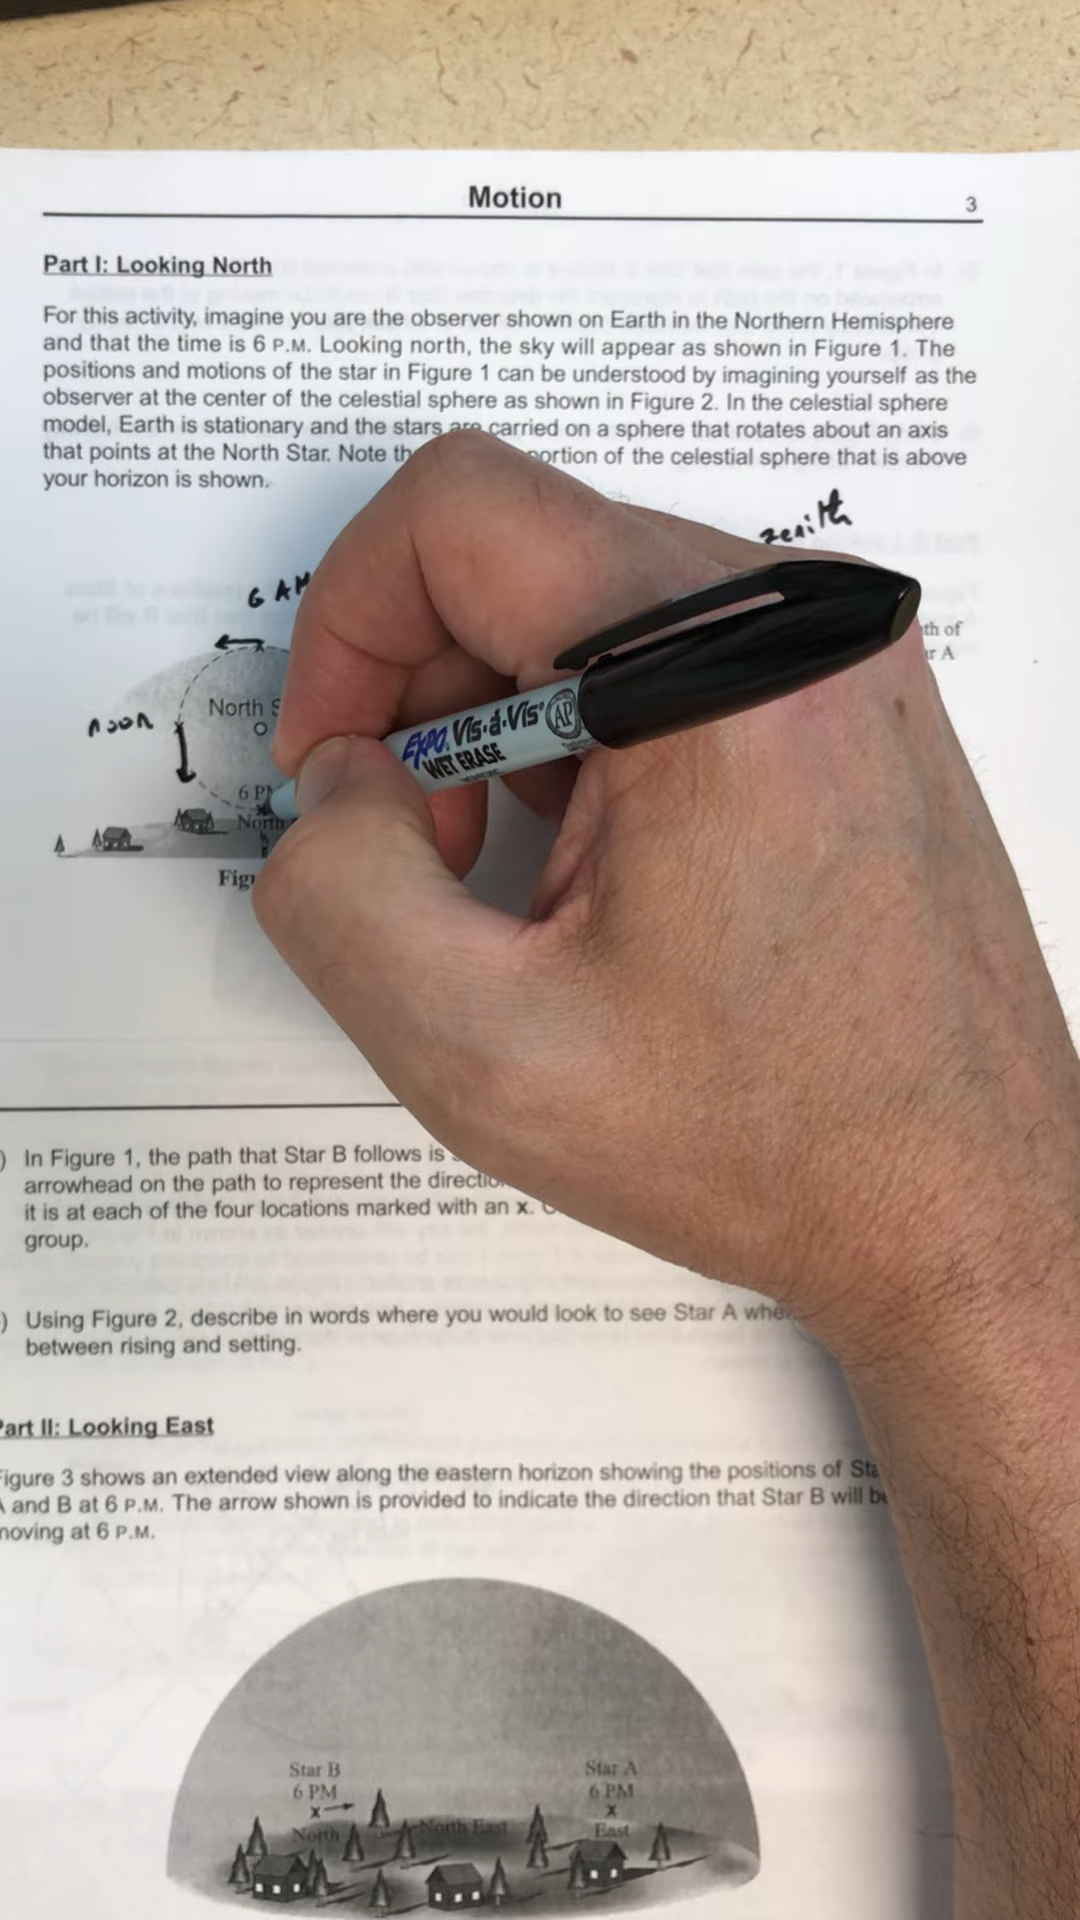 Motion
3
Part I: Looking North
For this activity, imagine you are the observer shown on Earth in the Northern Hemisphere
and that the time is 6 P.M. Looking north, the sky will appear as shown in Figure 1. The
positions and motions of the star in Figure 1 can be understood by imagining yourself as the
observer at the center of the celestial sphere as shown in Figure 2. In the celestial sphere
model, Earth is stationary and the stars are carried on a sphere that rotates about an axis
that points at the North Star. Note th ortion of the celestial sphere that is above
your horizon is shown.
zenith
6 AM
th of
r A
North S
noon
EXPO. Vis-à-Vis
WET ERASE
AP
6 PM
North
Figu
) In Figure 1, the path that Star B follows is
arrowhead on the path to represent the directio
it is at each of the four locations marked with an x.
group.
) Using Figure 2, describe in words where you would look to see Star A whe
between rising and setting.
Part II: Looking East
Figure 3 shows an extended view along the eastern horizon showing the positions of Sta
A and B at 6 P.M. The arrow shown is provided to indicate the direction that Star B will be
moving at 6 P.M.
Star B
6 PM
x
North
North East
Star A
6 PM
x
East